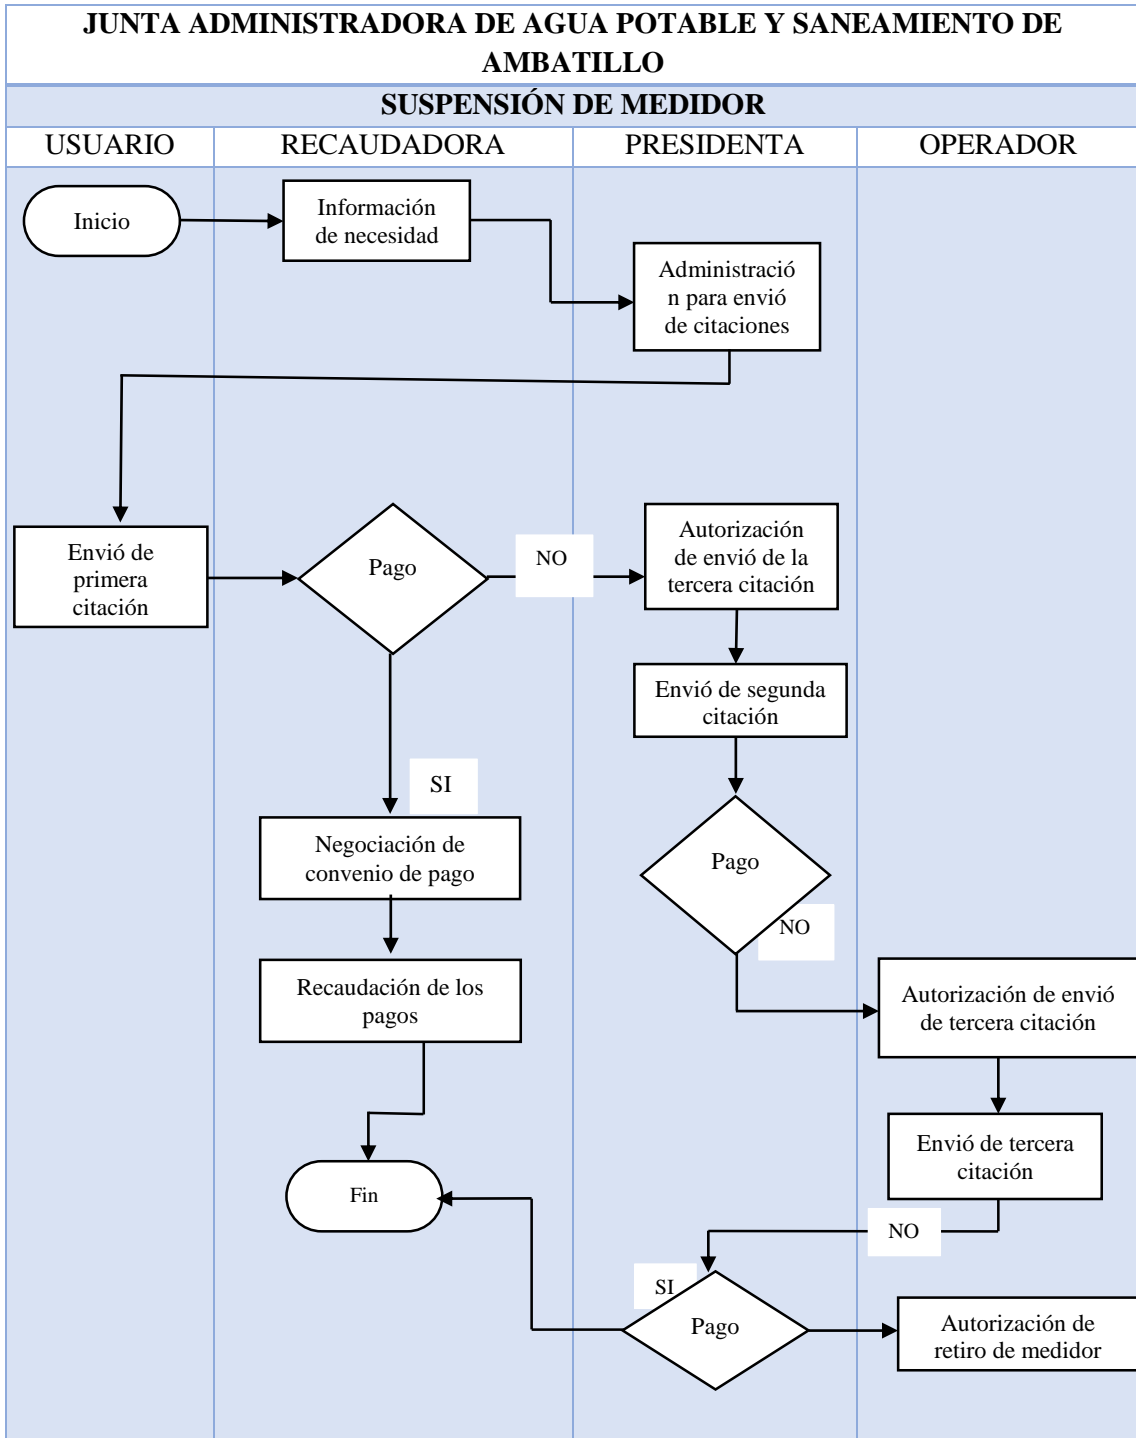 JUNTA ADMINISTRADORA DE AGUA POTABLE Y SANEAMIENTO DE
AMBATILLO
SUSPENSIÓN DE MEDIDOR
USUARIO
RECAUDADORA
PRESIDENTA
OPERADOR
Inicio
Información
de necesidad
Administració
n para envió
de citaciones
Envió de
primera
citación
Pago
NO
Autorización
de envió de la
tercera citación
Envió de segunda
citación
SI
Negociación de
convenio de pago
Pago
NO
Recaudación de los
pagos
Autorización de envió
de tercera citación
Envió de tercera
citación
Fin
NO
SI
Pago
Autorización de
retiro de medidor